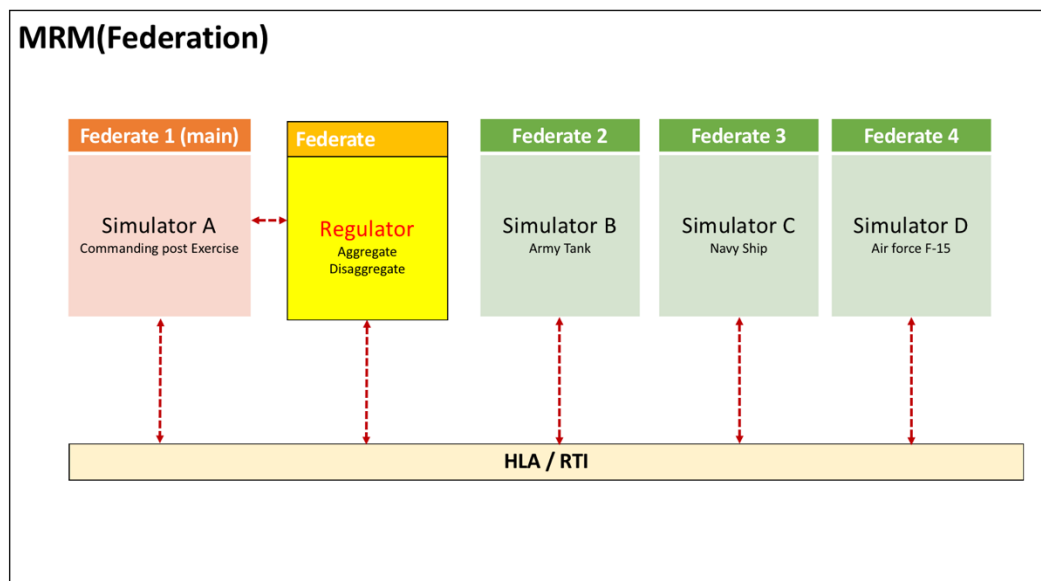 MRM(Federation)
Federate 1 (main)
Simulator A
Commanding post Exercise
Federate
Regulator
Aggregate
Disaggregate
Federate 2
Simulator B
Army Tank
Federate 3
Simulator C
Navy Ship
Federate 4
Simulator D
Air force F-15
HLA / RTI